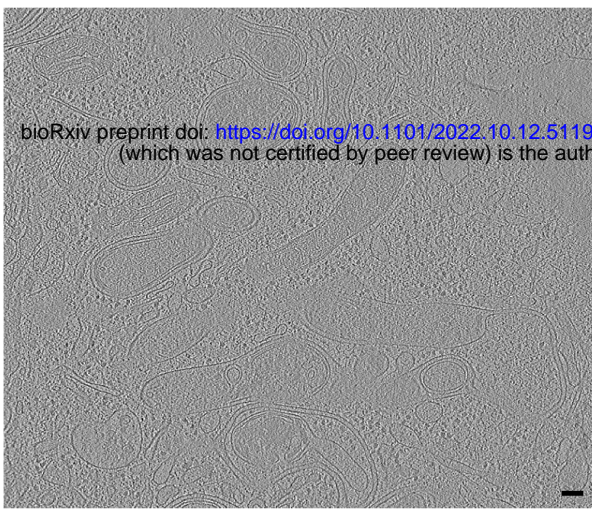 bioRxiv preprint doi: https://doi.org/10.1101/2022.10.12.5119
(which was not certified by peer review) is the auth